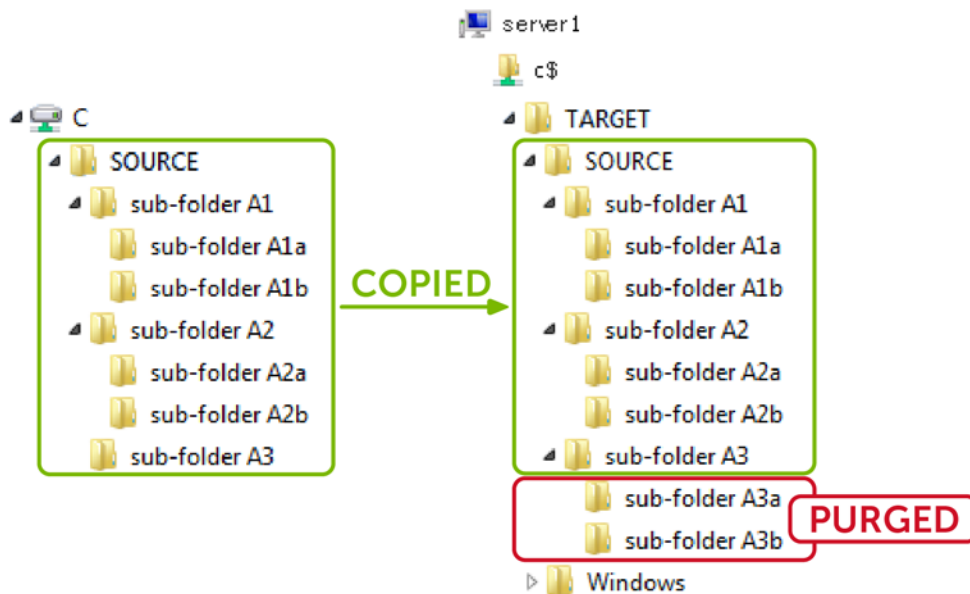 server1
c$
C
SOURCE
sub-folder A1
sub-folder A1a
sub-folder A1b
sub-folder A2
sub-folder A2a
sub-folder A2b
sub-folder A3
COPIED
TARGET
SOURCE
sub-folder A1
sub-folder A1a
sub-folder A1b
sub-folder A2
sub-folder A2a
sub-folder A2b
sub-folder A3
sub-folder A3a
sub-folder A3b
PURGED
Windows